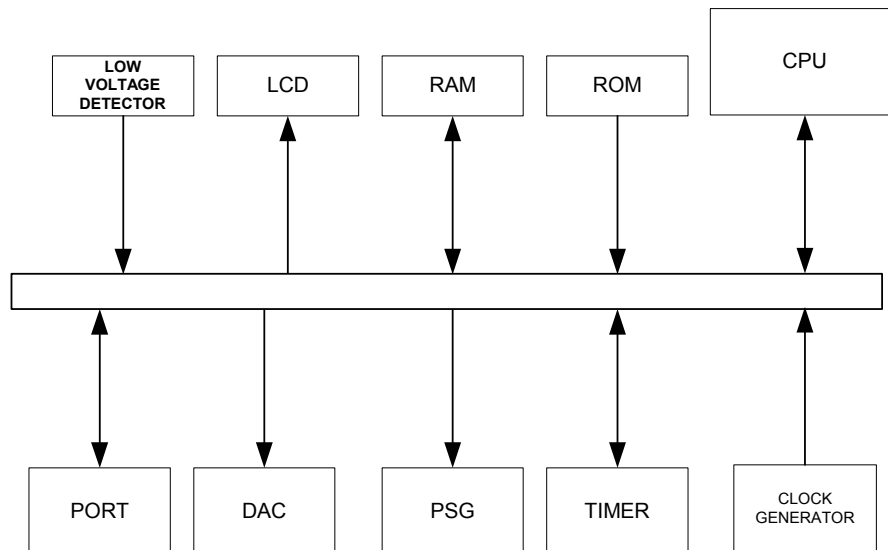 LOW
VOLTAGE
DETECTOR
LCD
RAM
ROM
CPU
PORT
DAC
PSG
TIMER
CLOCK
GENERATOR